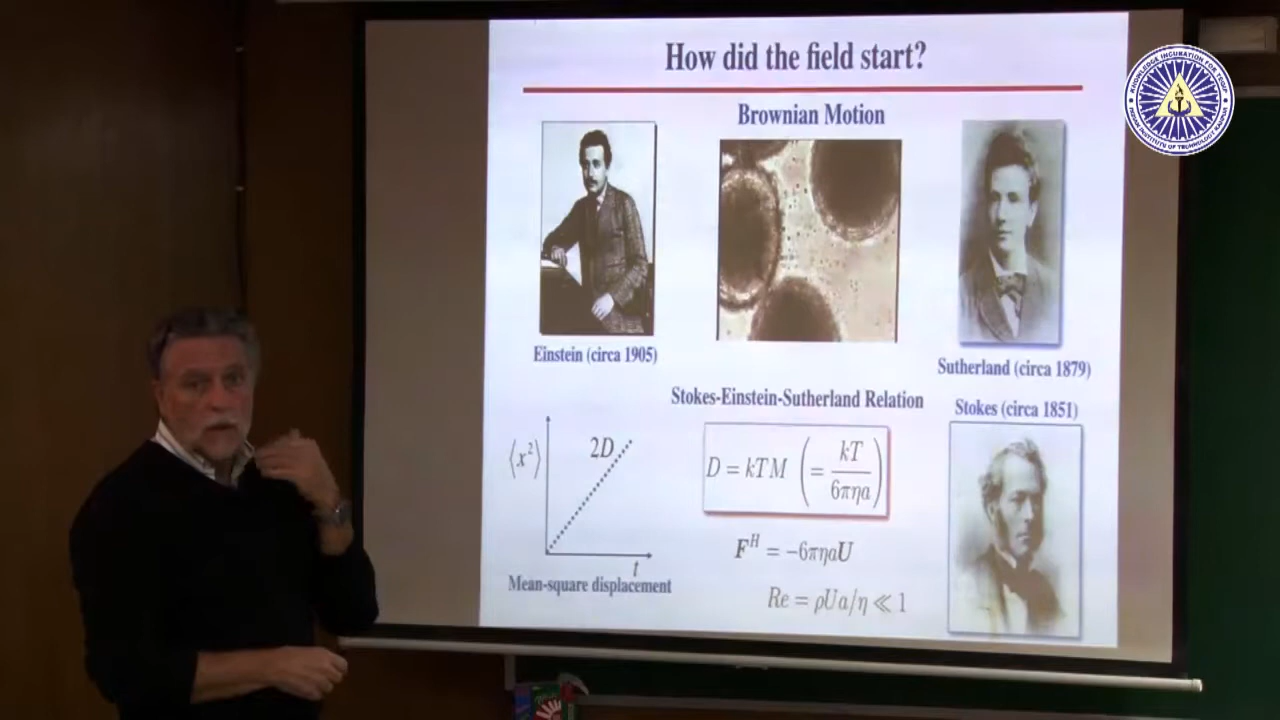 How did the field start?
Brownian Motion
Einstein (circa 1905)
Sutherland (circa 1879)
Stokes-Einstein-Sutherland Relation
Stokes (circa 1851)
⟨x²⟩
2D
D = kTM (= kT / 6πηa)
t
Mean-square displacement
F^H = −6πηaU
Re = ρUa/η ≪ 1